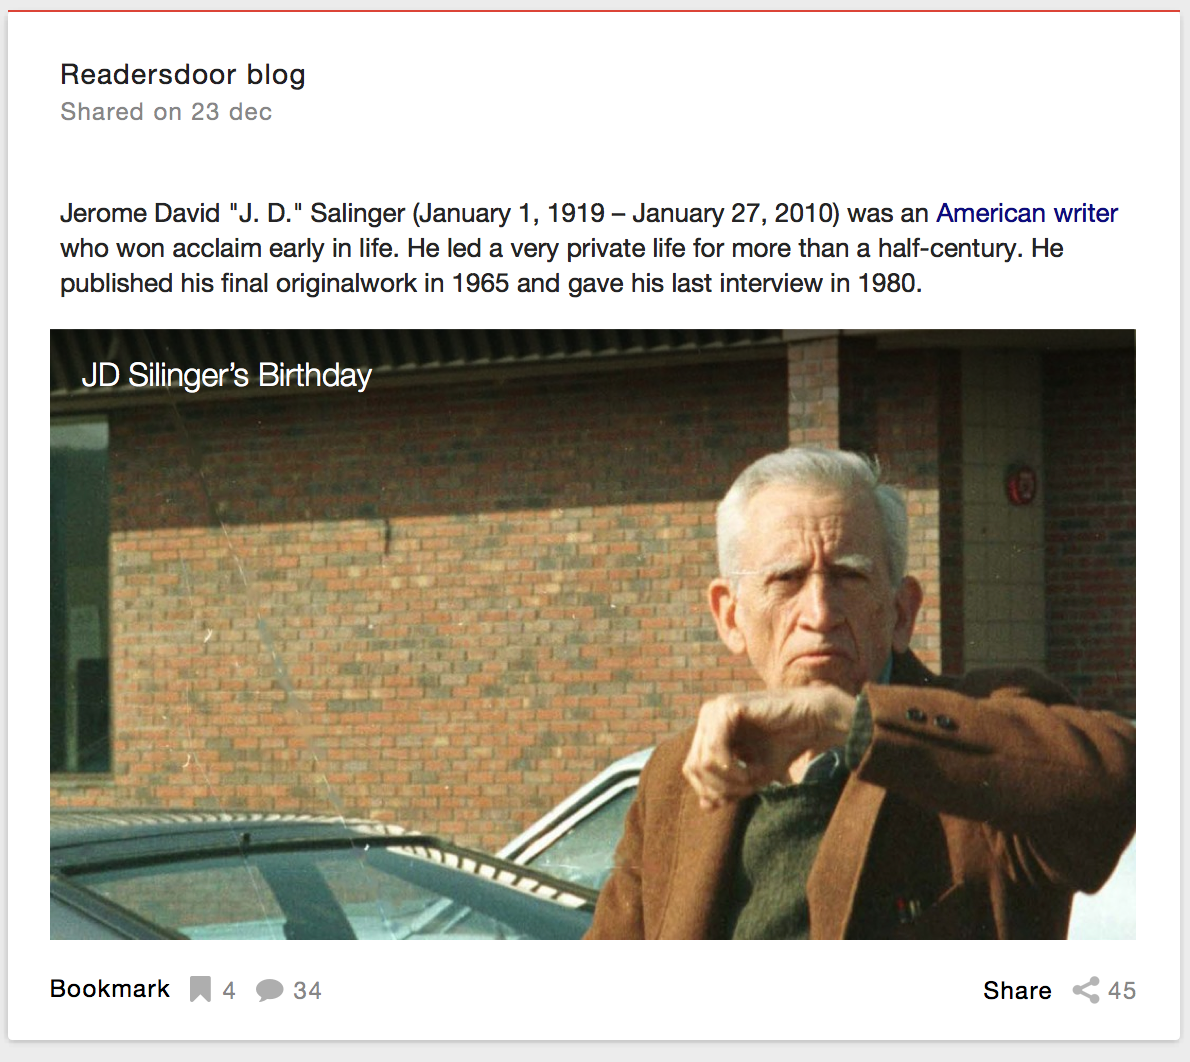 Readersdoor blog
Shared on 23 dec
Jerome David "J. D." Salinger (January 1, 1919 – January 27, 2010) was an American writer
who won acclaim early in life. He led a very private life for more than a half-century. He
published his final originalwork in 1965 and gave his last interview in 1980.
JD Silinger’s Birthday
Bookmark 4 34 Share 45